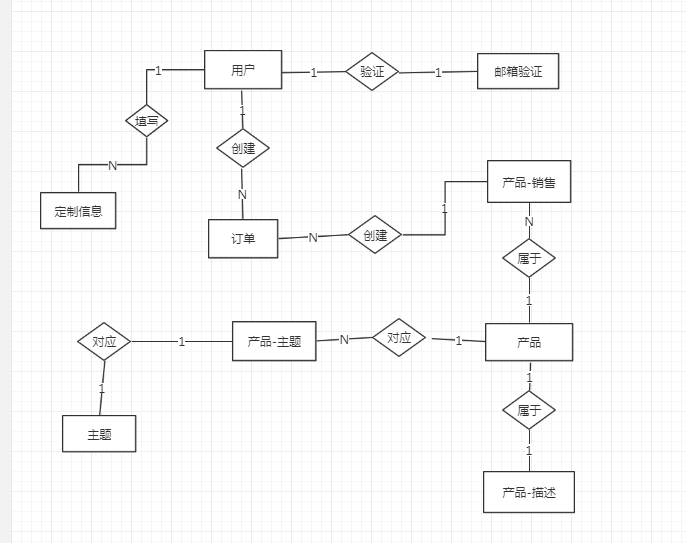 用户
1
验证
1
邮箱验证
1
填写
N
定制信息
1
创建
N
订单
N
创建
1
产品-销售
N
属于
1
产品
1
对应
N
产品-主题
1
对应
1
主题
1
属于
1
产品-描述